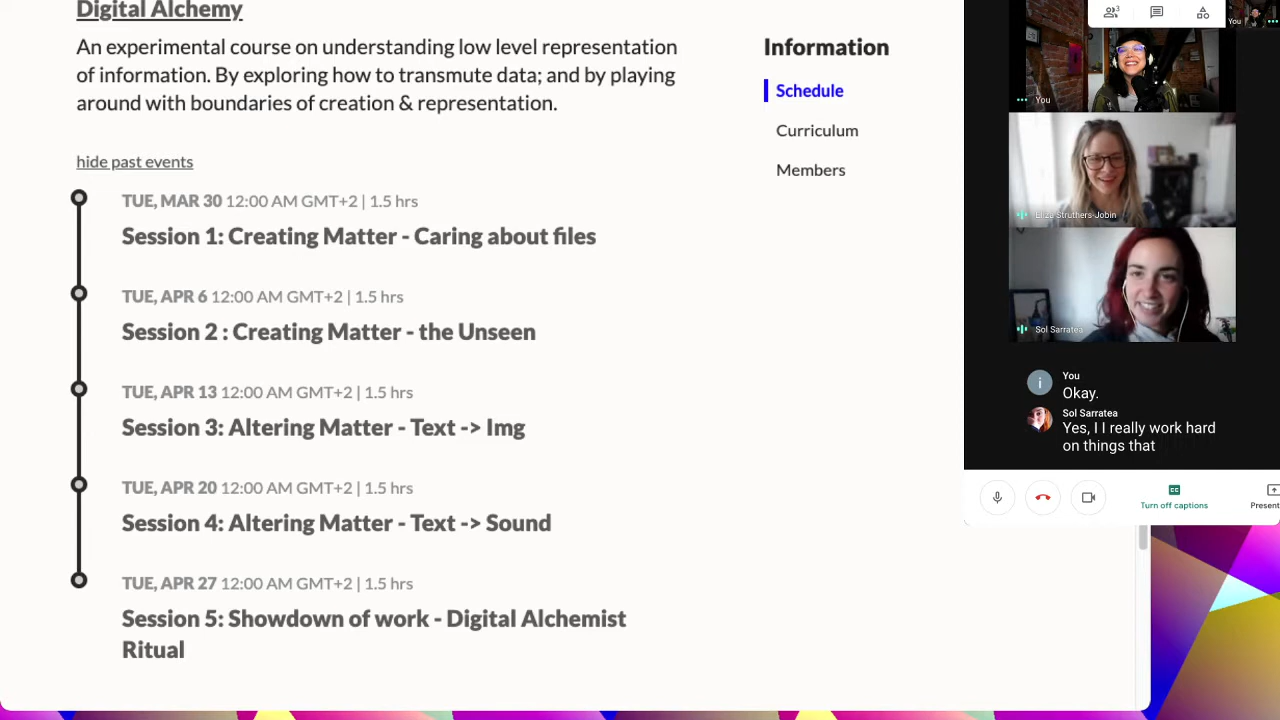 Digital Alchemy
An experimental course on understanding low level representation
of information. By exploring how to transmute data; and by playing
around with boundaries of creation & representation.
hide past events
TUE, MAR 30 12:00 AM GMT+2 | 1.5 hrs
Session 1: Creating Matter - Caring about files
TUE, APR 6 12:00 AM GMT+2 | 1.5 hrs
Session 2 : Creating Matter - the Unseen
TUE, APR 13 12:00 AM GMT+2 | 1.5 hrs
Session 3: Altering Matter - Text -> Img
TUE, APR 20 12:00 AM GMT+2 | 1.5 hrs
Session 4: Altering Matter - Text -> Sound
TUE, APR 27 12:00 AM GMT+2 | 1.5 hrs
Session 5: Showdown of work - Digital Alchemist
Ritual
Information
Schedule
Curriculum
Members
3
You
You
Eliza Struthers-Jobin
Sol Sarratea
You
Okay.
Sol Sarratea
Yes, I I really work hard
on things that
Turn off captions
Present